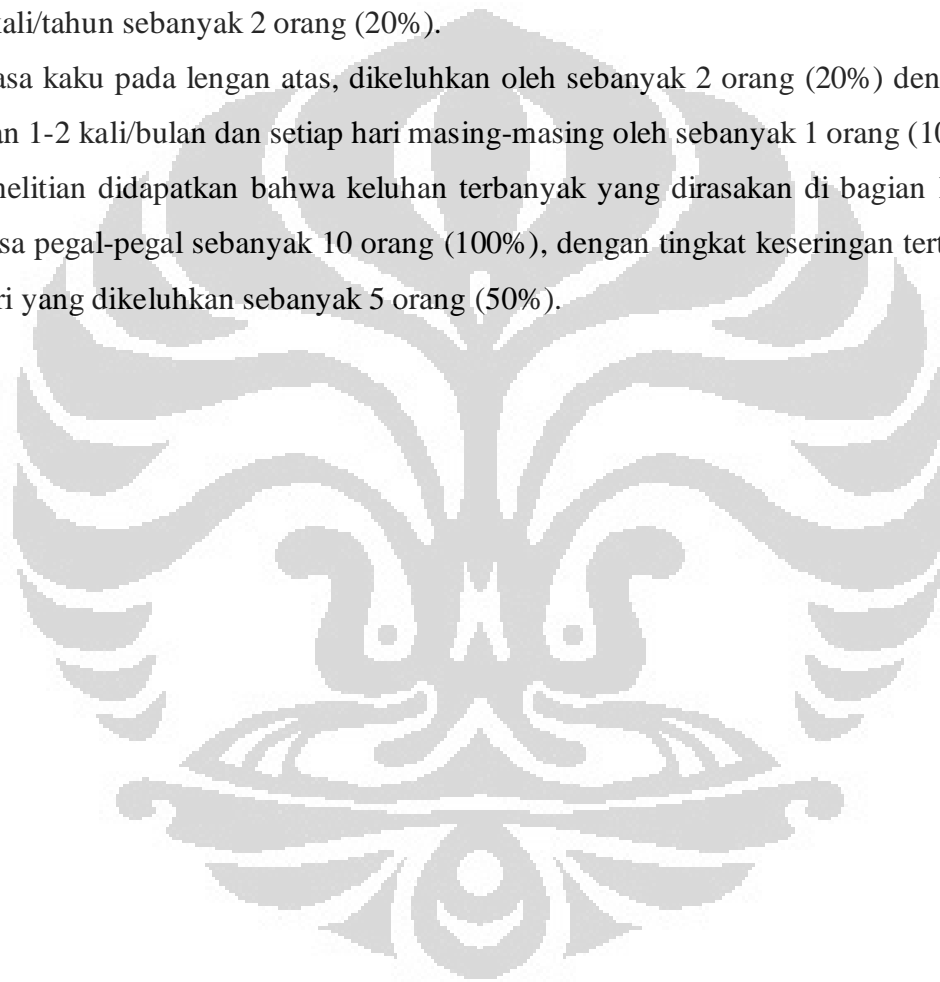 kali/tahun sebanyak 2 orang (20%).
asa kaku pada lengan atas, dikeluhkan oleh sebanyak 2 orang (20%) den
an 1-2 kali/bulan dan setiap hari masing-masing oleh sebanyak 1 orang (10
nelitian didapatkan bahwa keluhan terbanyak yang dirasakan di bagian
sa pegal-pegal sebanyak 10 orang (100%), dengan tingkat keseringan tert
ri yang dikeluhkan sebanyak 5 orang (50%).